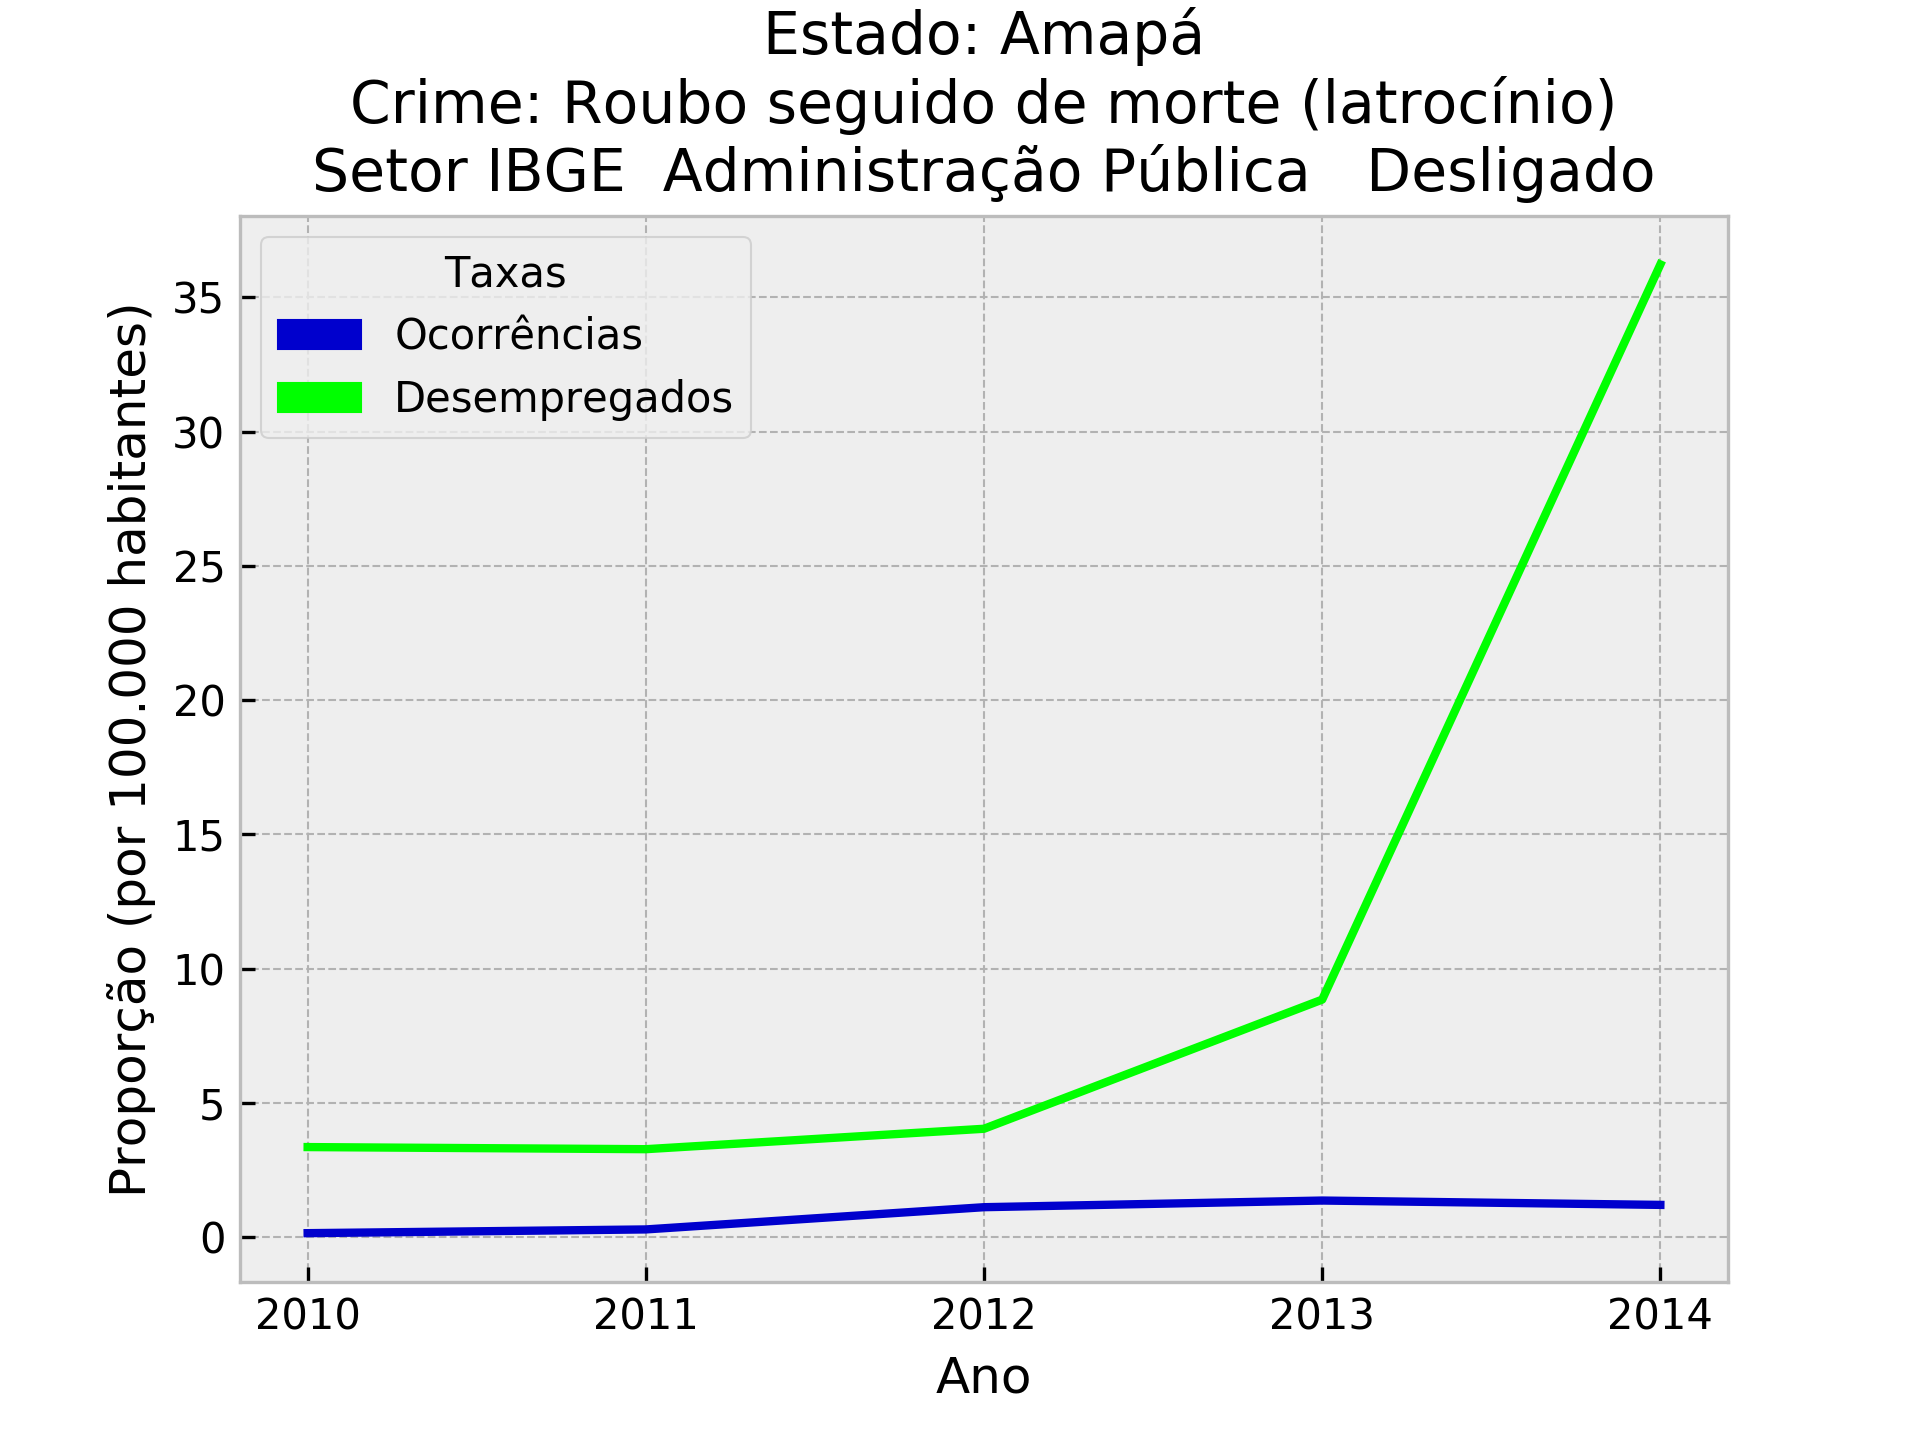 Estado: Amapá
Crime: Roubo seguido de morte (latrocínio)
Setor IBGE  Administração Pública   Desligado
Taxas
Ocorrências
Desempregados
Proporção (por 100.000 habitantes)
35
30
25
20
15
10
5
0
2010 2011 2012 2013 2014
Ano